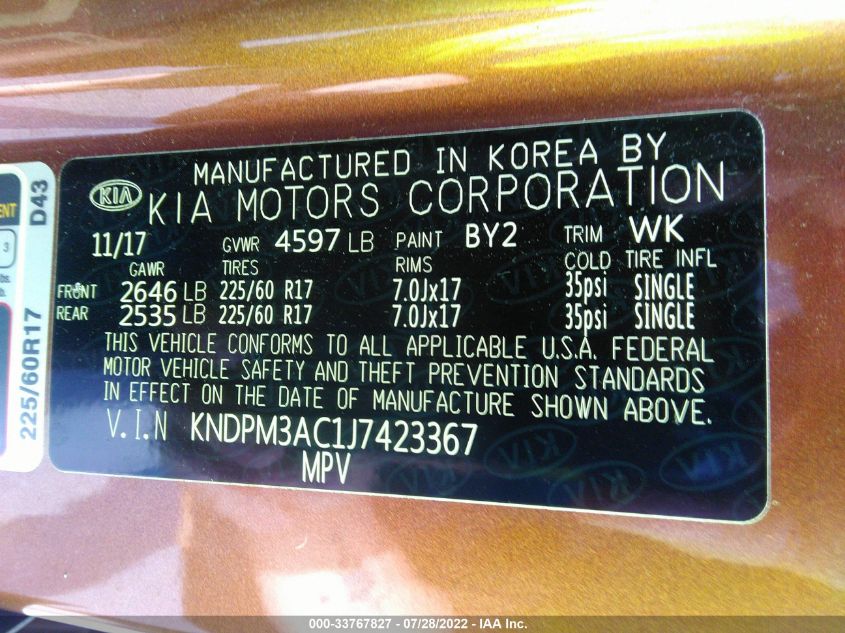 MANUFACTURED IN KOREA BY
KIA KIA MOTORS CORPORATION
11/17 GVWR 4597 LB PAINT BY2 TRIM WK
GAWR TIRES RIMS COLD TIRE INFL
FRONT 2646 LB 225/60 R17 7.0Jx17 35psi SINGLE
REAR 2535 LB 225/60 R17 7.0Jx17 35psi SINGLE
THIS VEHICLE CONFORMS TO ALL APPLICABLE U.S.A. FEDERAL
MOTOR VEHICLE SAFETY AND THEFT PREVENTION STANDARDS
IN EFFECT ON THE DATE OF MANUFACTURE SHOWN ABOVE.
V.I.N KNDPM3AC1J7423367
MPV
D43
225/60R17
3
000-33767827 - 07/28/2022 - IAA Inc.